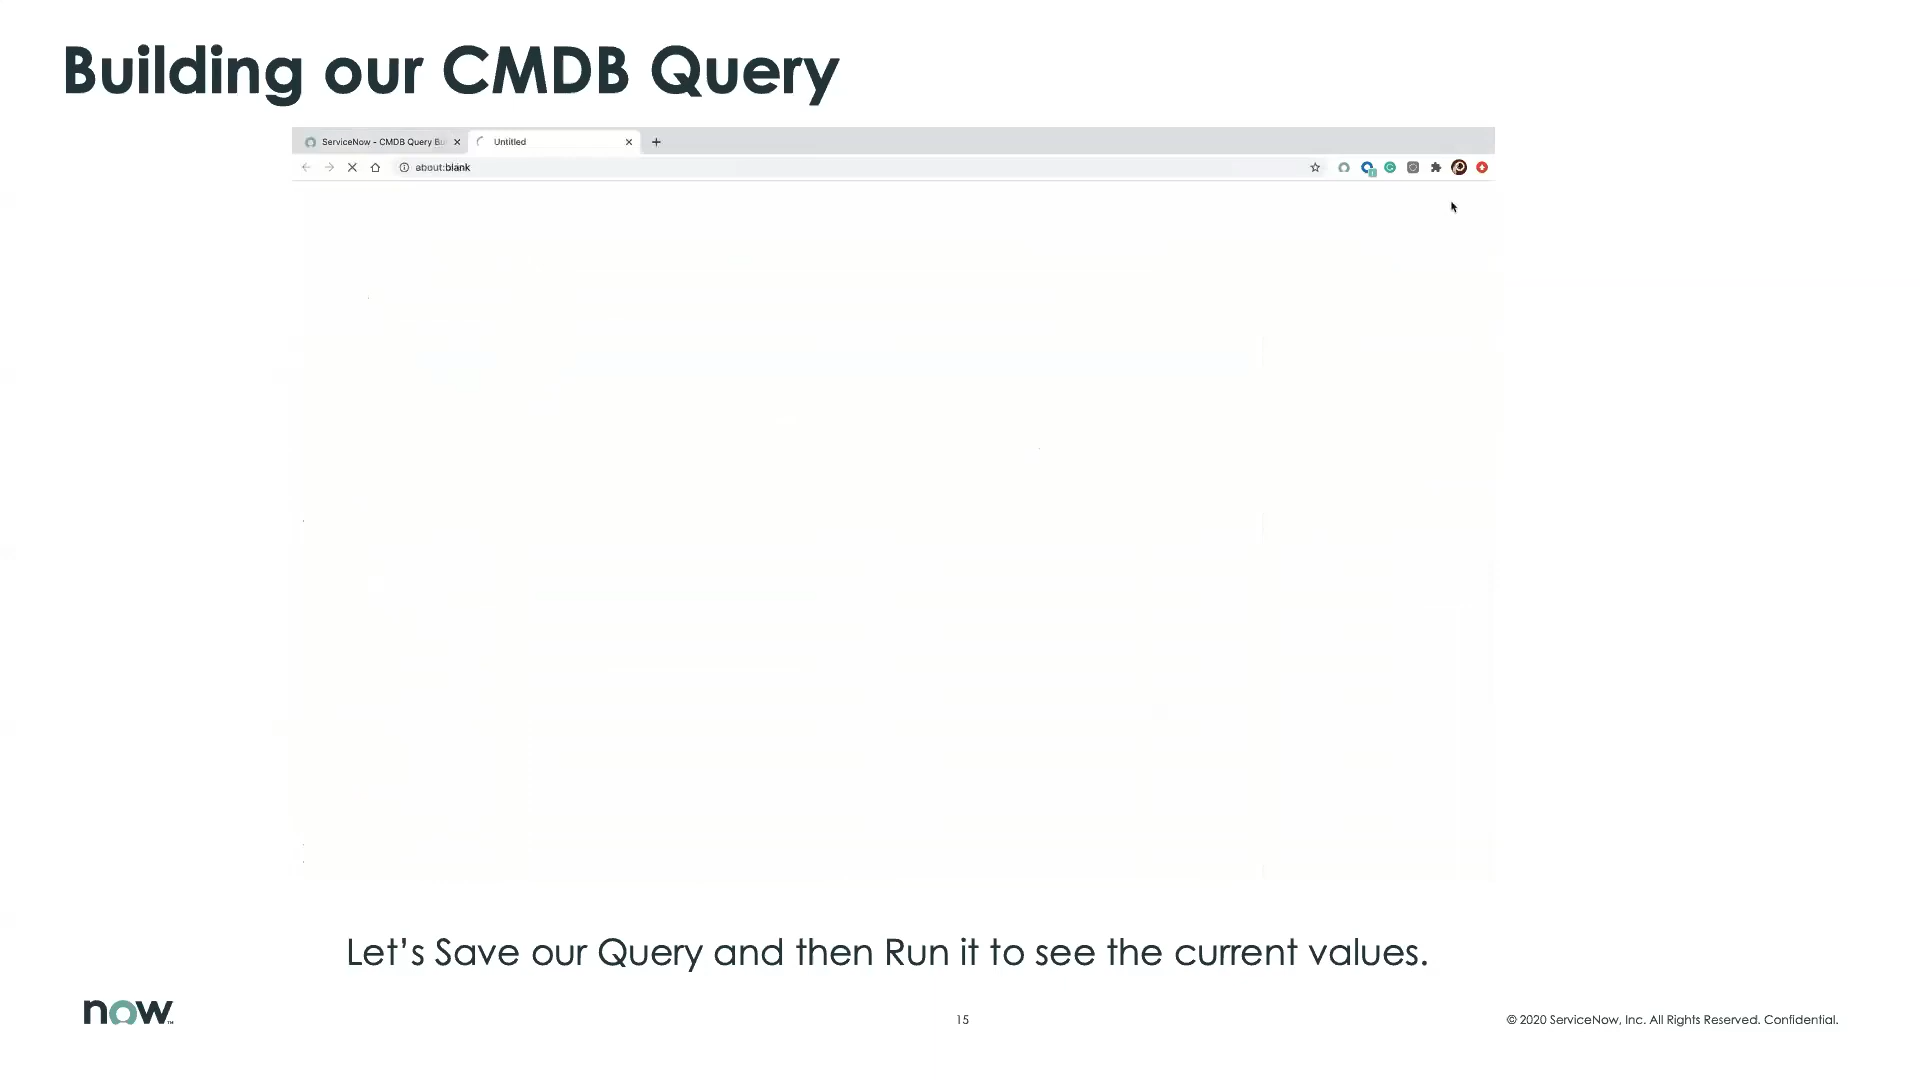 Building our CMDB Query
ServiceNow - CMDB Query Bu
Untitled
about:blank
Let's Save our Query and then Run it to see the current values.
now
15
© 2020 ServiceNow, Inc. All Rights Reserved. Confidential.